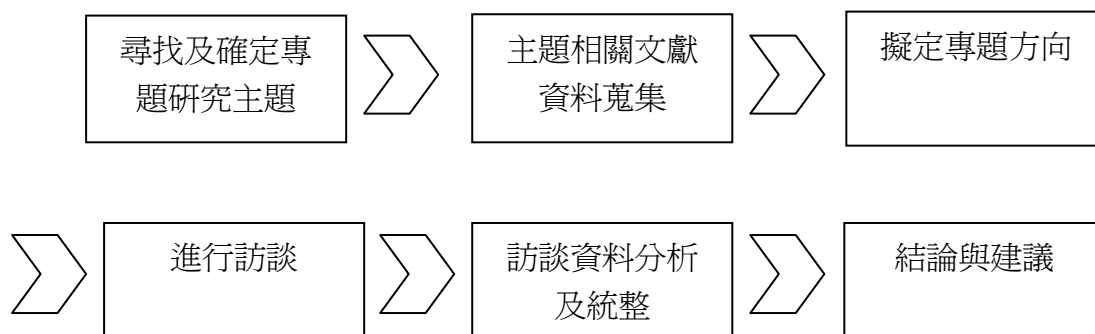 尋找及確定專
題研究主題
主題相關文獻
資料蒐集
擬定專題方向
進行訪談
訪談資料分析
及統整
結論與建議